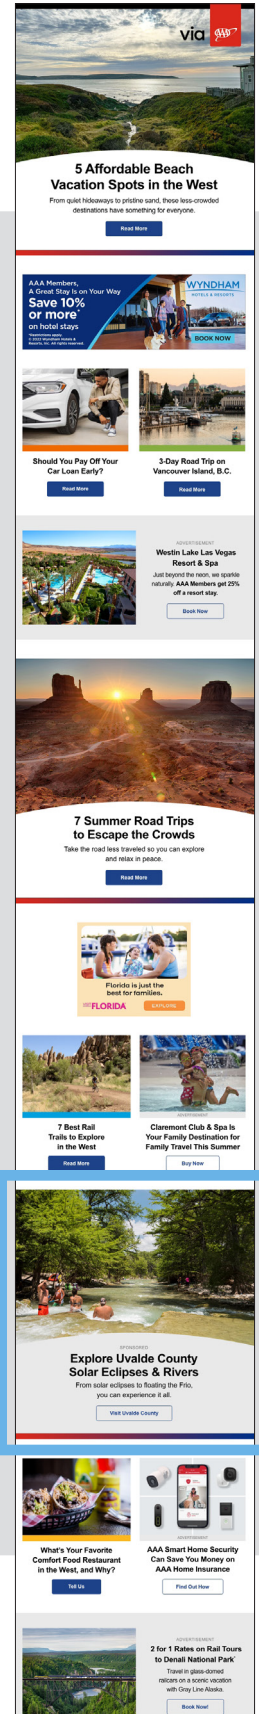 via AAA
5 Affordable Beach
Vacation Spots in the West
From quiet hideaways to pristine sand, these less-crowded
destinations have something for everyone.
Read More
AAA Members,
A Great Stay Is on Your Way
Save 10%
or more*
on hotel stays
*Restrictions apply.
© 2023 Wyndham Hotels &
Resorts, Inc. All rights reserved.
WYNDHAM
HOTELS & RESORTS
BOOK NOW
Should You Pay Off Your
Car Loan Early?
Read More
3-Day Road Trip on
Vancouver Island, B.C.
Read More
ADVERTISEMENT
Westin Lake Las Vegas
Resort & Spa
Just beyond the neon, we sparkle
naturally. AAA Members get 25%
off a resort stay.
Book Now
7 Summer Road Trips
to Escape the Crowds
Take the road less traveled so you can explore
and relax in peace.
Read More
Florida is just the
best for families.
FLORIDA
EXPLORE
7 Best Rail
Trails to Explore
in the West
Read More
ADVERTISEMENT
Claremont Club & Spa Is
Your Family Destination for
Family Travel This Summer
Buy Now
SPONSORED
Explore Uvalde County
Solar Eclipses & Rivers
From solar eclipses to floating the Frio,
you can experience it all.
Visit Uvalde County
What's Your Favorite
Comfort Food Restaurant
in the West, and Why?
Tell Us
ADVERTISEMENT
AAA Smart Home Security
Can Save You Money on
AAA Home Insurance
Find Out How
ADVERTISEMENT
2 for 1 Rates on Rail Tours
to Denali National Park*
Travel in glass-domed
railcars on a scenic vacation
with Gray Line Alaska.
Book Now!